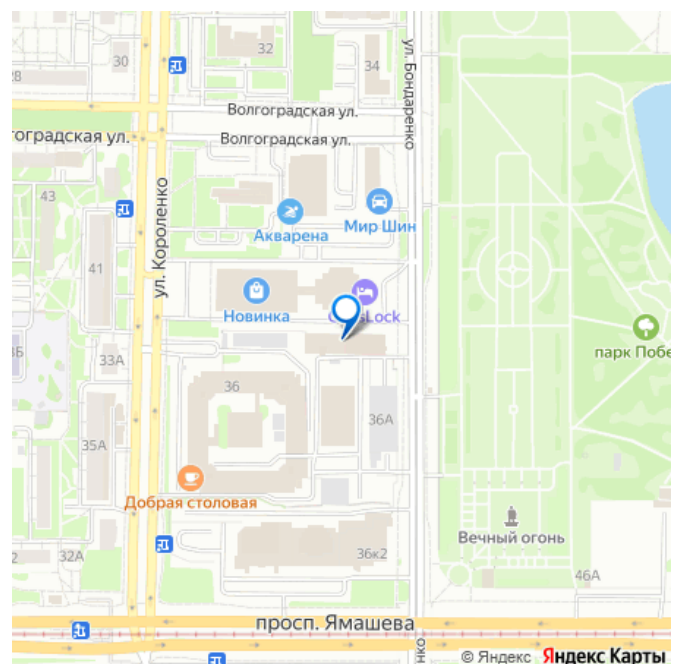 32
30
34
28
ул. Бондаренко
Волгоградская ул.
Волгоградская ул.
гоградская ул.
43
Мир Шин
Акварена
ул. Короленко
41
Новинка
Lock
парк Побе
Б
33А
36
36А
35А
Добрая столовая
Вечный огонь
36к2
2
32А
46А
просп. Ямашева
нко
© Яндекс Яндекс Карты